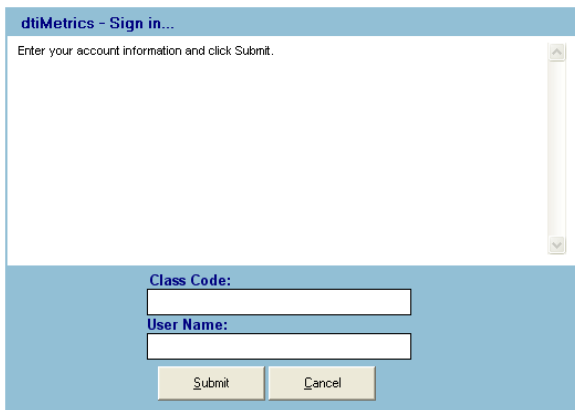 dtiMetrics - Sign in...
Enter your account information and click Submit.
Class Code:
User Name:
Submit
Cancel